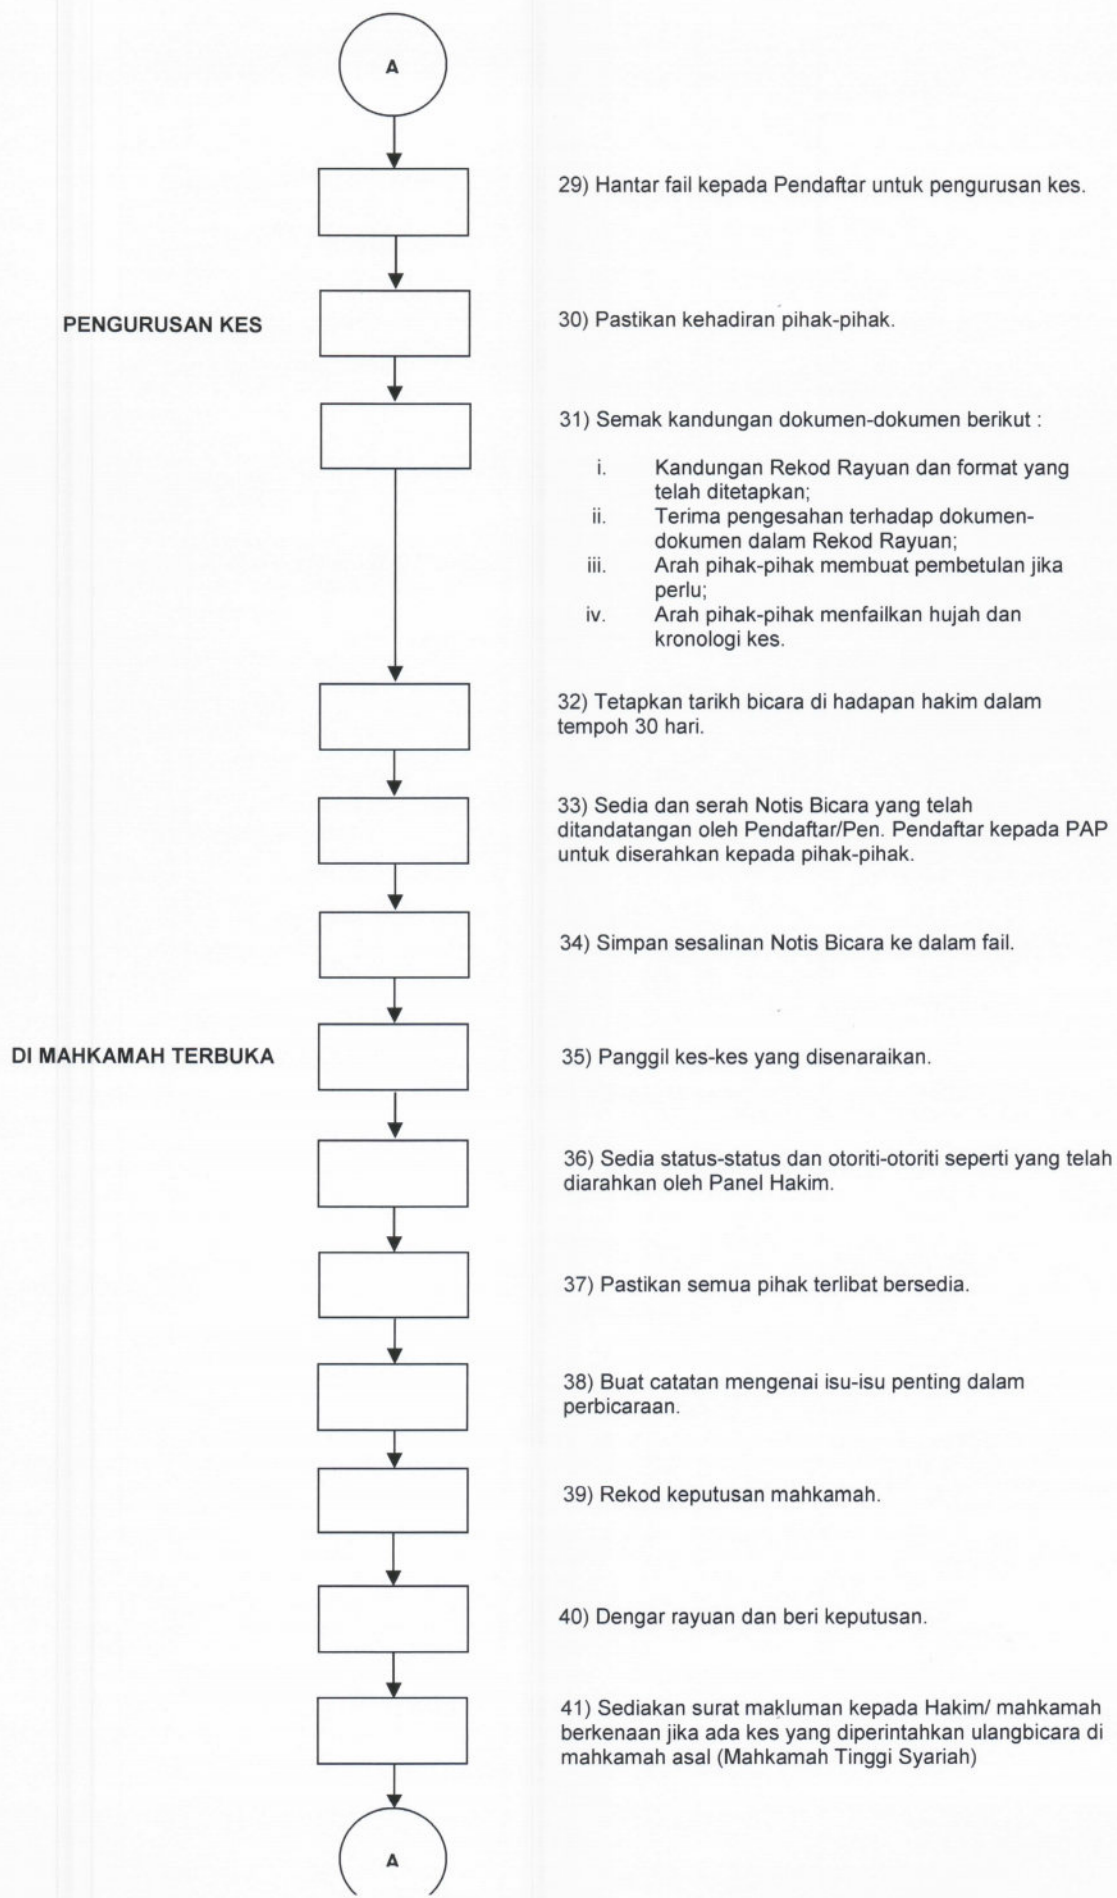 A
29) Hantar fail kepada Pendaftar untuk pengurusan kes.
PENGURUSAN KES
30) Pastikan kehadiran pihak-pihak.
31) Semak kandungan dokumen-dokumen berikut :
i. Kandungan Rekod Rayuan dan format yang
telah ditetapkan;
ii. Terima pengesahan terhadap dokumen-
dokumen dalam Rekod Rayuan;
iii. Arah pihak-pihak membuat pembetulan jika
perlu;
iv. Arah pihak-pihak menfailkan hujah dan
kronologi kes.
32) Tetapkan tarikh bicara di hadapan hakim dalam
tempoh 30 hari.
33) Sedia dan serah Notis Bicara yang telah
ditandatangan oleh Pendaftar/Pen. Pendaftar kepada PAP
untuk diserahkan kepada pihak-pihak.
34) Simpan sesalinan Notis Bicara ke dalam fail.
DI MAHKAMAH TERBUKA
35) Panggil kes-kes yang disenaraikan.
36) Sedia status-status dan otoriti-otoriti seperti yang telah
diarahkan oleh Panel Hakim.
37) Pastikan semua pihak terlibat bersedia.
38) Buat catatan mengenai isu-isu penting dalam
perbicaraan.
39) Rekod keputusan mahkamah.
40) Dengar rayuan dan beri keputusan.
41) Sediakan surat makluman kepada Hakim/ mahkamah
berkenaan jika ada kes yang diperintahkan ulangbicara di
mahkamah asal (Mahkamah Tinggi Syariah)
A